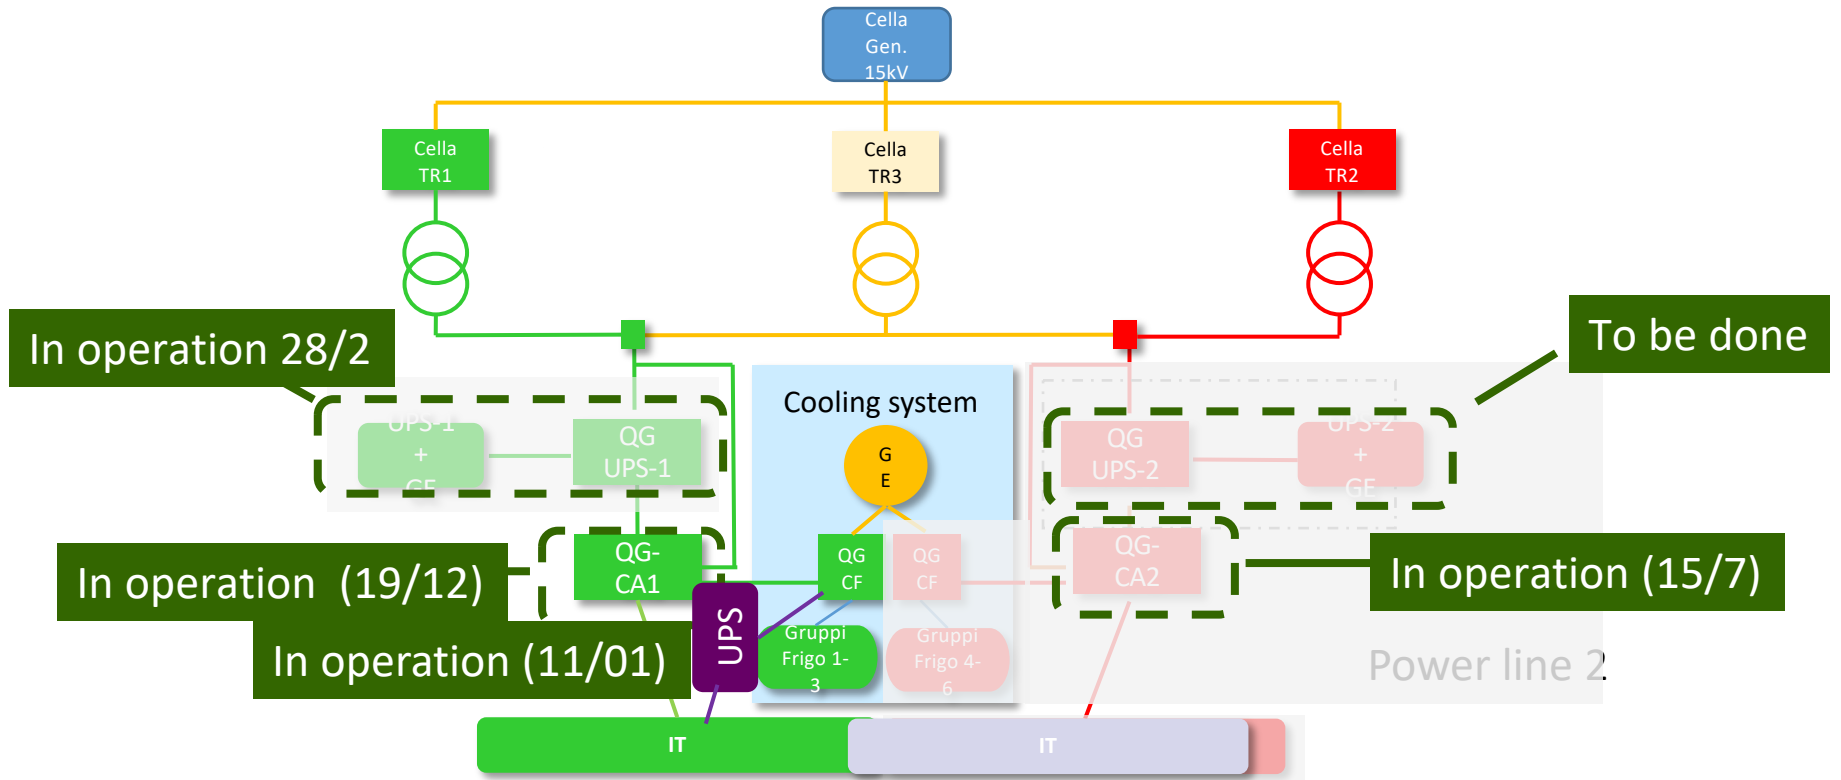 Cella
Gen.
15kV
Cella
TR1
Cella
TR3
Cella
TR2
In operation 28/2
To be done
Cooling system
UPS-1
+
GE
QG
UPS-1
G
E
QG
UPS-2
UPS-2
+
GE
In operation (19/12)
QG-
CA1
QG
CF
QG
CF
QG-
CA2
In operation (15/7)
In operation (11/01)
UPS
Gruppi
Frigo 1-
3
Gruppi
Frigo 4-
6
Power line 2
IT
IT